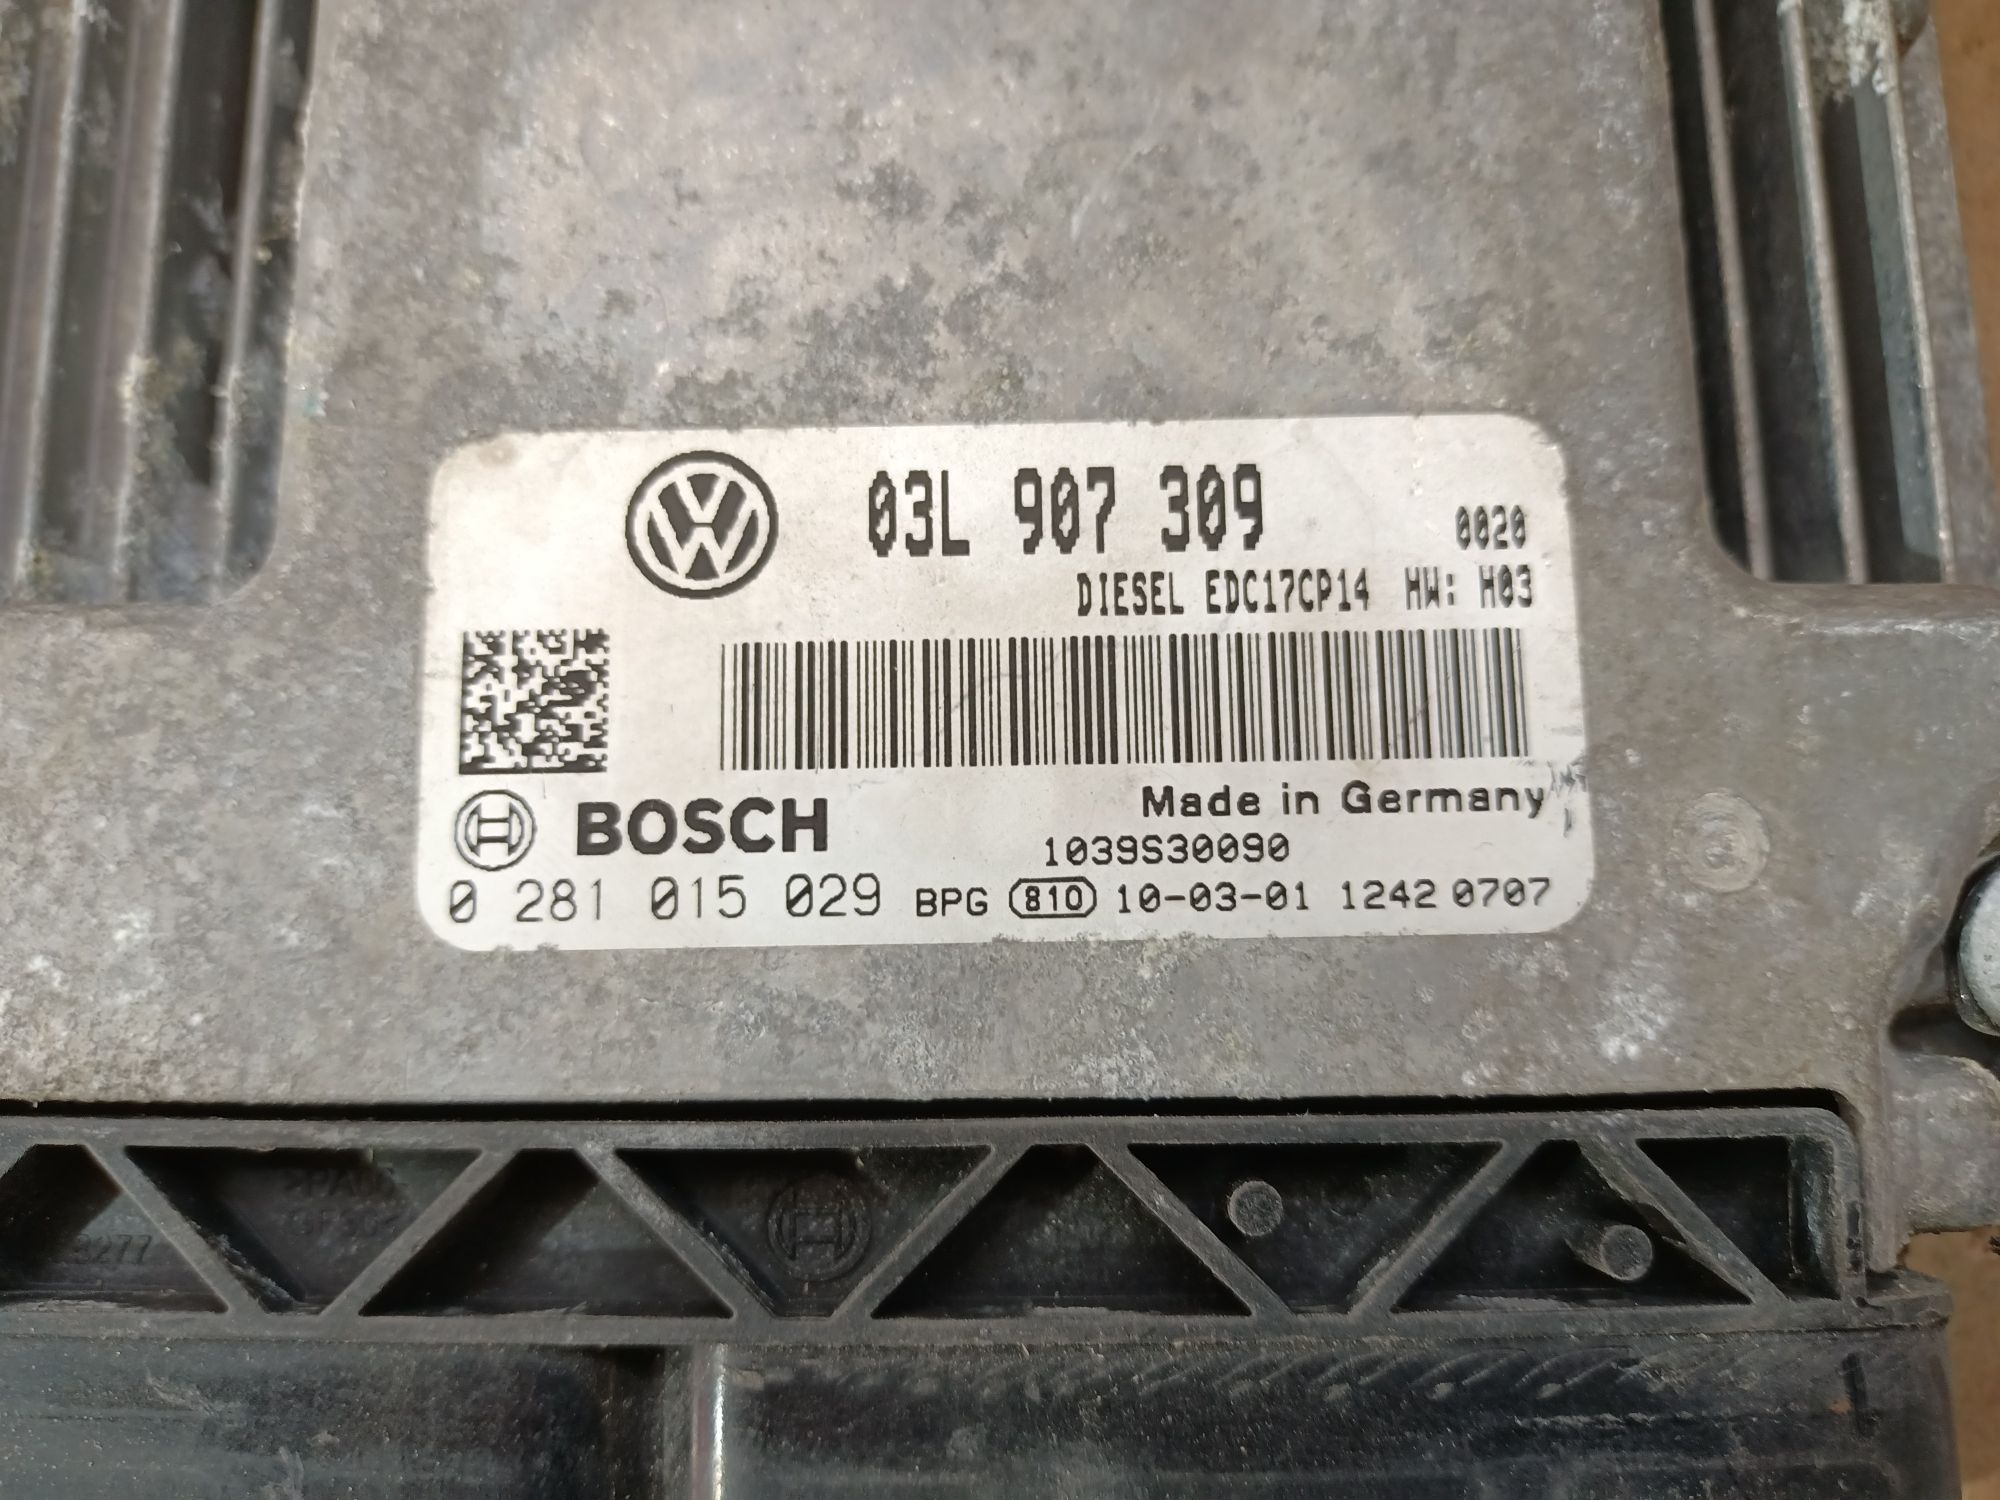 03L 907 309
0020
DIESEL EDC17CP14 HW: H03
BOSCH
Made in Germany
1039S30090
0 281 015 029 BPG 810 10-03-01 1242 0707